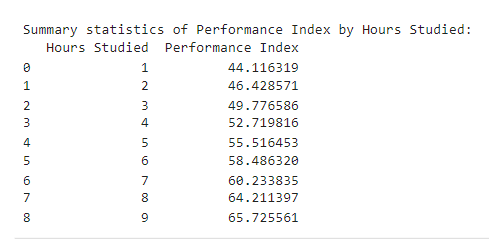 Summary statistics of Performance Index by Hours Studied:
Hours Studied Performance Index
0 1 44.116319
1 2 46.428571
2 3 49.776586
3 4 52.719816
4 5 55.516453
5 6 58.486320
6 7 60.233835
7 8 64.211397
8 9 65.725561